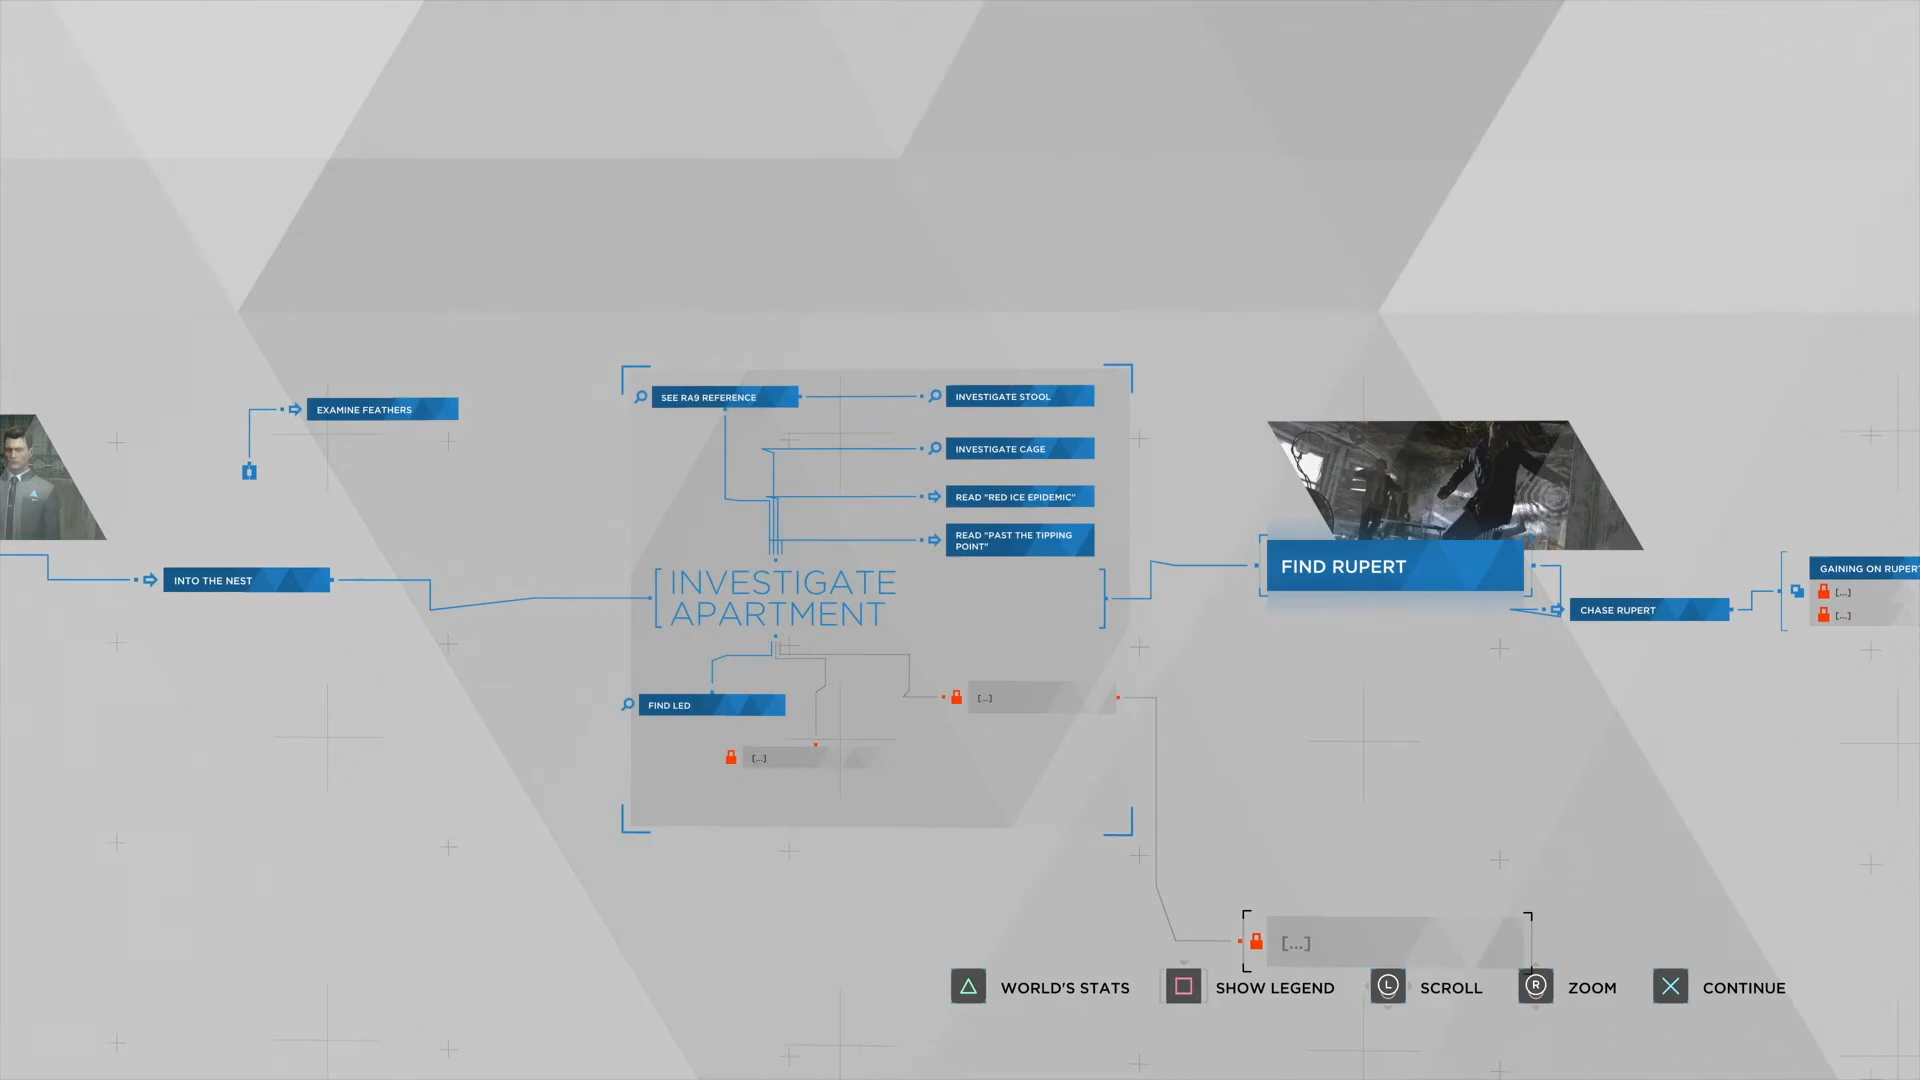 SEE RA9 REFERENCE
INVESTIGATE STOOL
EXAMINE FEATHERS
INVESTIGATE CAGE
READ "RED ICE EPIDEMIC"
READ "PAST THE TIPPING
POINT"
INTO THE NEST
INVESTIGATE
APARTMENT
FIND RUPERT
GAINING ON RUPERT
[...]
[...]
CHASE RUPERT
FIND LED
[...]
[...]
[...]
WORLD'S STATS
SHOW LEGEND
L
SCROLL
R
ZOOM
CONTINUE